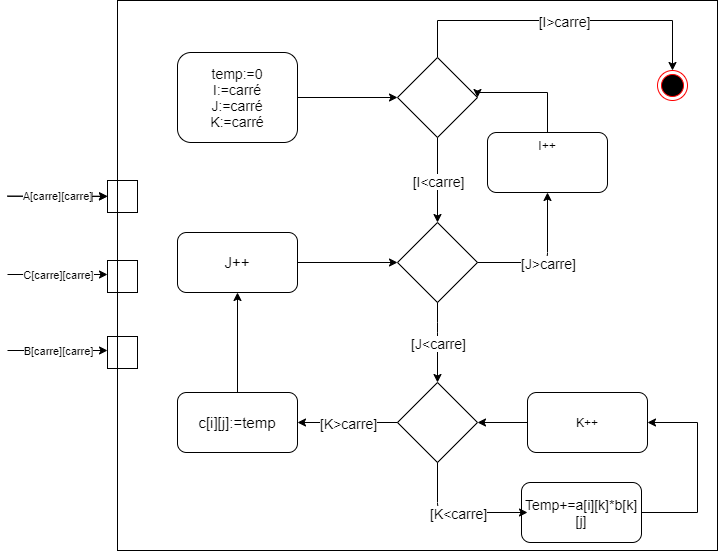 [I>carre]
temp:=0
I:=carré
J:=carré
K:=carré
I++
[I<carre]
A[carre][carre]
J++
[J>carre]
C[carre][carre]
[J<carre]
B[carre][carre]
c[i][j]:=temp
[K>carre]
K++
[K<carre]
Temp+=a[i][k]*b[k]
[j]